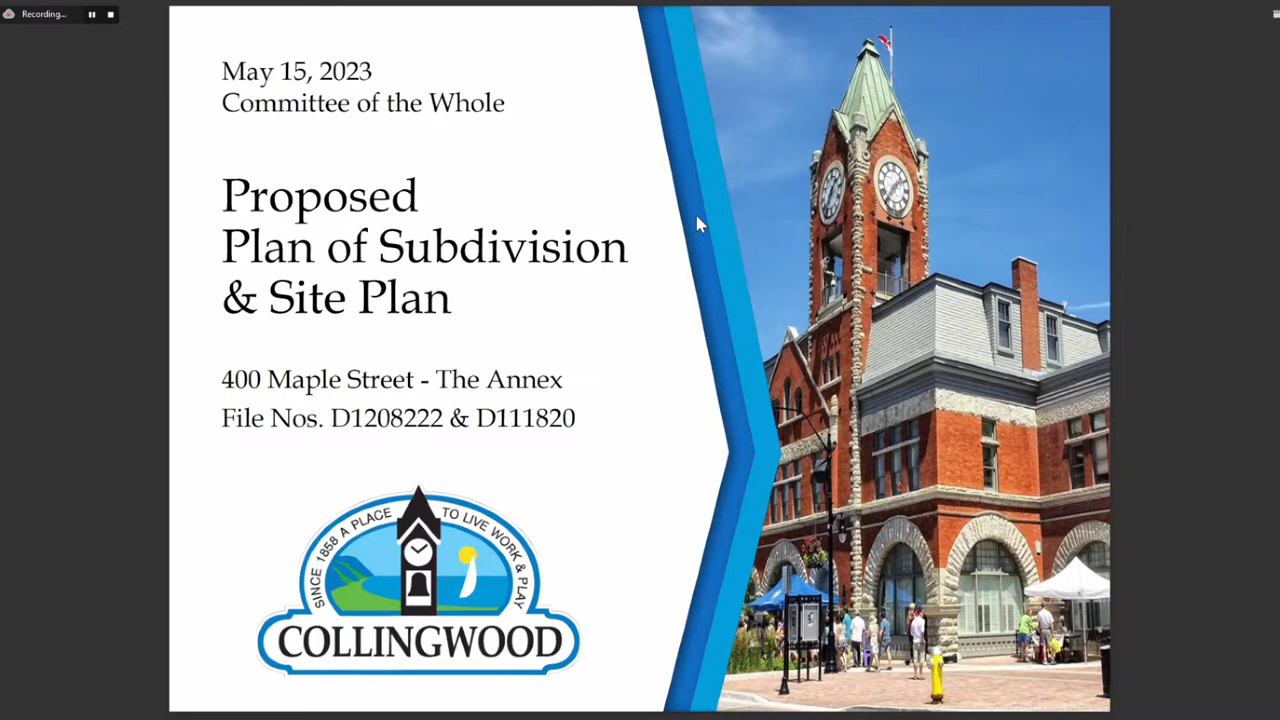 Recording...
May 15, 2023
Committee of the Whole
Proposed
Plan of Subdivision
& Site Plan
400 Maple Street - The Annex
File Nos. D1208222 & D111820
SINCE 1858 A PLACE TO LIVE WORK & PLAY
COLLINGWOOD